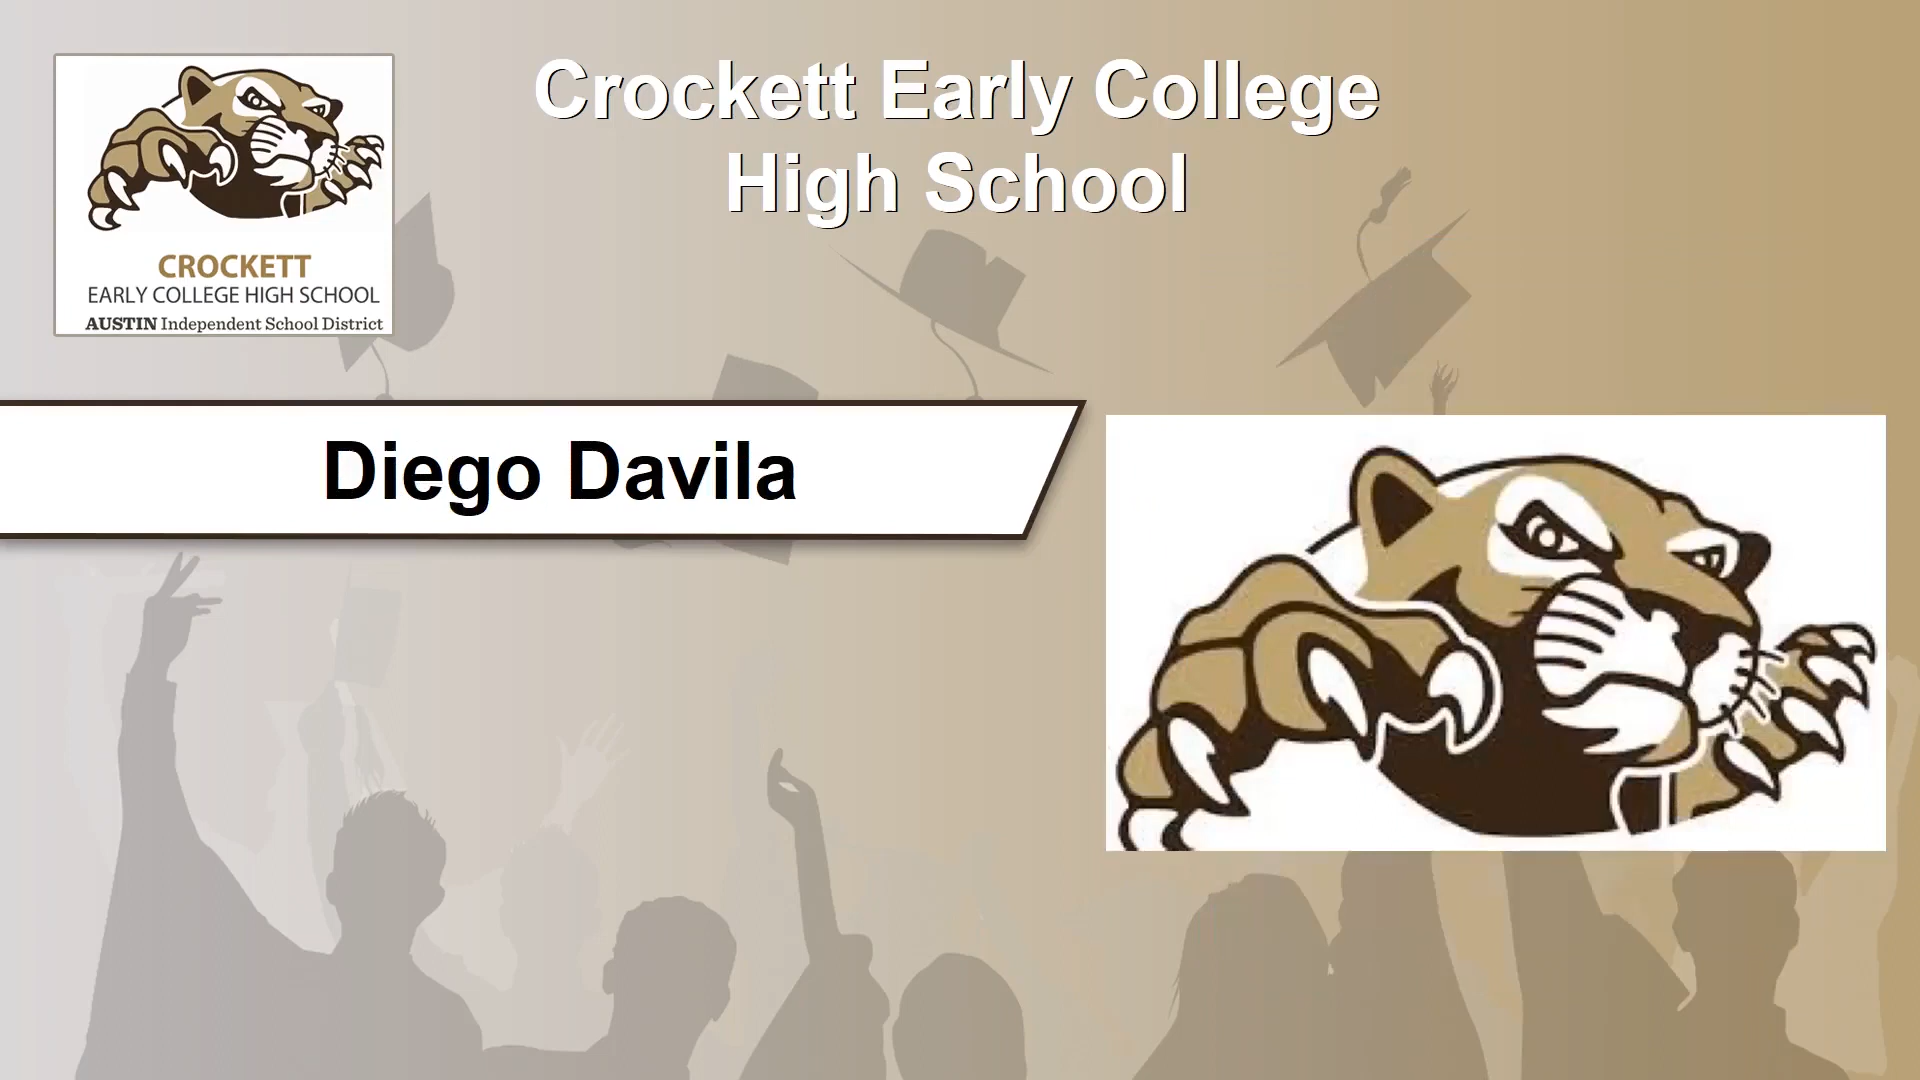 Crockett Early College
High School
CROCKETT
EARLY COLLEGE HIGH SCHOOL
AUSTIN Independent School District
Diego Davila